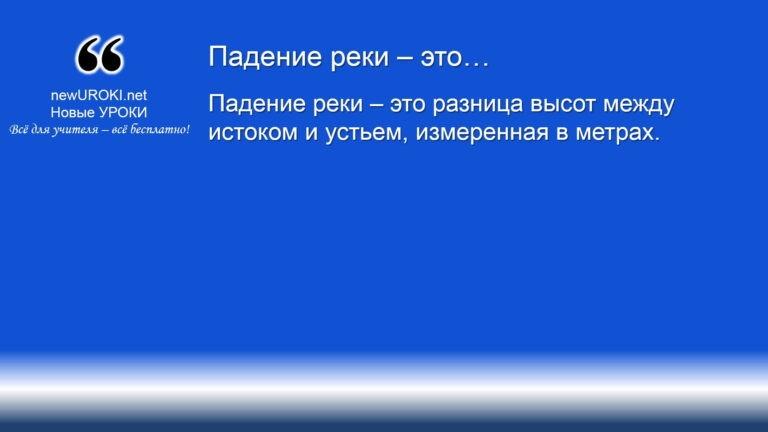 ❝
newUROKI.net
Новые УРОКИ
Всё для учителя – всё бесплатно!
Падение реки – это…
Падение реки – это разница высот между
истоком и устьем, измеренная в метрах.